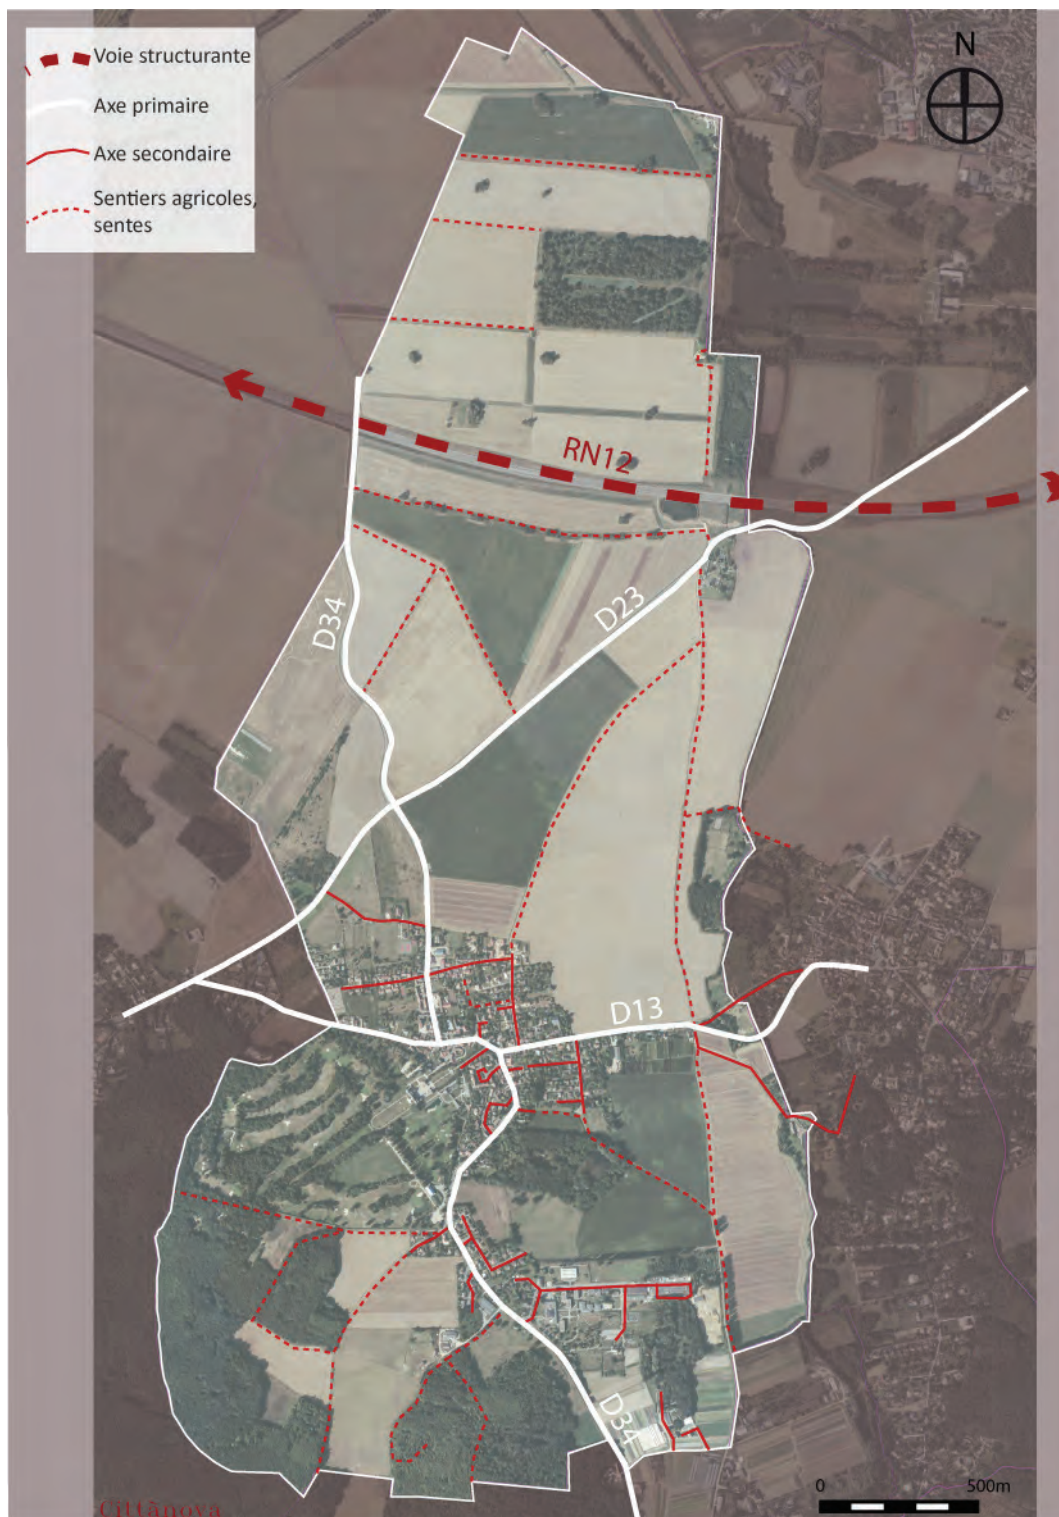 Voie structurante
N
Axe primaire
Axe secondaire
Sentiers agricoles,
sentes
RN12
D34
D23
D13
D34
0 500m
Cittànova